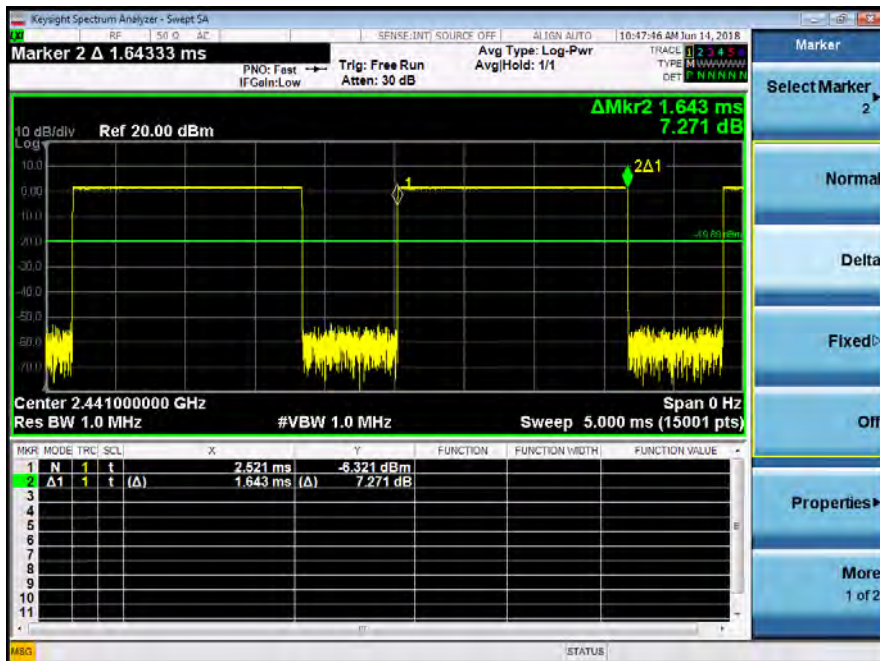 Keysight Spectrum Analyzer - Swept SA
LXI RF 50 Ω AC SENSE:INT SOURCE OFF ALIGN AUTO 10:47:46 AM Jun 14, 2018
Marker 2 Δ 1.64333 ms
PNO: Fast
IFGain:Low
Trig: Free Run
Atten: 30 dB
Avg Type: Log-Pwr
Avg|Hold: 1/1
TRACE 1 2 3 4 5 6
TYPE M W W W W W
DET P N N N N N
ΔMkr2 1.643 ms
7.271 dB
10 dB/div Ref 20.00 dBm
Log
10.0
0.00
-10.0
-20.0
-30.0
-40.0
-50.0
-60.0
-70.0
1
2Δ1
Center 2.441000000 GHz Span 0 Hz
Res BW 1.0 MHz #VBW 1.0 MHz Sweep 5.000 ms (15001 pts)
MKR MODE TRC SCL X Y FUNCTION FUNCTION WIDTH FUNCTION VALUE
1 N 1 t 2.521 ms -6.321 dBm
2 Δ1 1 t (Δ) 1.643 ms (Δ) 7.271 dB
3
4
5
6
7
8
9
10
11
MSG STATUS
Marker
Select Marker
2
Normal
Delta
Fixed
Off
Properties
More
1 of 2